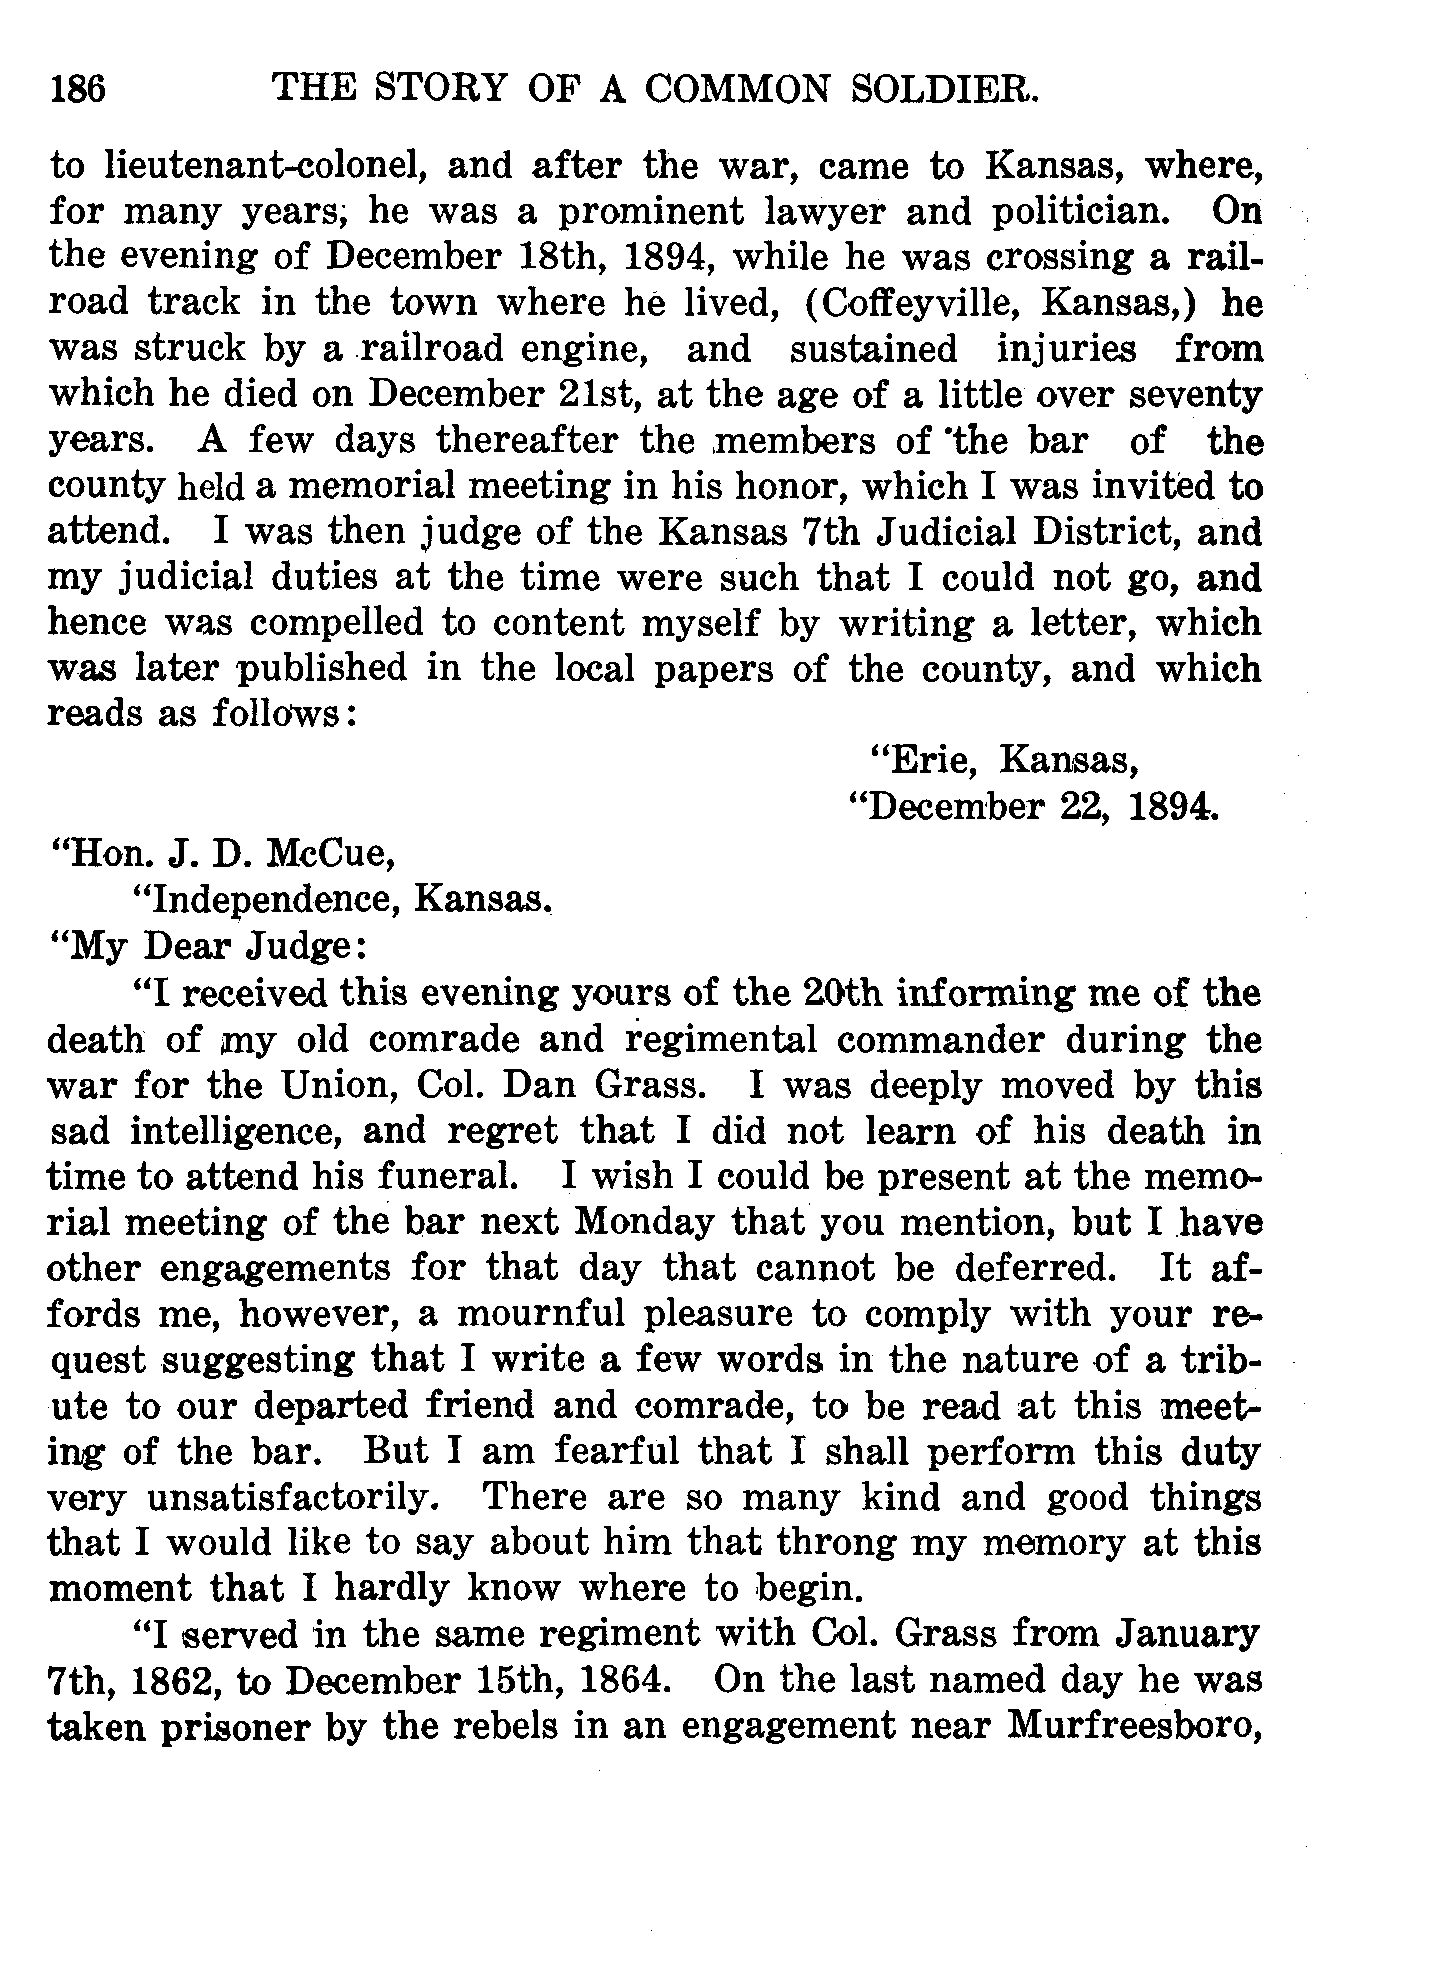 186 THE STORY OF A COMMON SOLDIER.
to lieutenant-colonel, and after the war, came to Kansas, where,
for many years, he was a prominent lawyer and politician. On
the evening of December 18th, 1894, while he was crossing a rail-
road track in the town where he lived, (Coffeyville, Kansas,) he
was struck by a railroad engine, and sustained injuries from
which he died on December 21st, at the age of a little over seventy
years. A few days thereafter the members of the bar of the
county held a memorial meeting in his honor, which I was invited to
attend. I was then judge of the Kansas 7th Judicial District, and
my judicial duties at the time were such that I could not go, and
hence was compelled to content myself by writing a letter, which
was later published in the local papers of the county, and which
reads as follows:
“Erie, Kansas,
“December 22, 1894.
“Hon. J. D. McCue,
“Independence, Kansas.
“My Dear Judge:
“I received this evening yours of the 20th informing me of the
death of my old comrade and regimental commander during the
war for the Union, Col. Dan Grass. I was deeply moved by this
sad intelligence, and regret that I did not learn of his death in
time to attend his funeral. I wish I could be present at the memo-
rial meeting of the bar next Monday that you mention, but I have
other engagements for that day that cannot be deferred. It af-
fords me, however, a mournful pleasure to comply with your re-
quest suggesting that I write a few words in the nature of a trib-
ute to our departed friend and comrade, to be read at this meet-
ing of the bar. But I am fearful that I shall perform this duty
very unsatisfactorily. There are so many kind and good things
that I would like to say about him that throng my memory at this
moment that I hardly know where to begin.
“I served in the same regiment with Col. Grass from January
7th, 1862, to December 15th, 1864. On the last named day he was
taken prisoner by the rebels in an engagement near Murfreesboro,